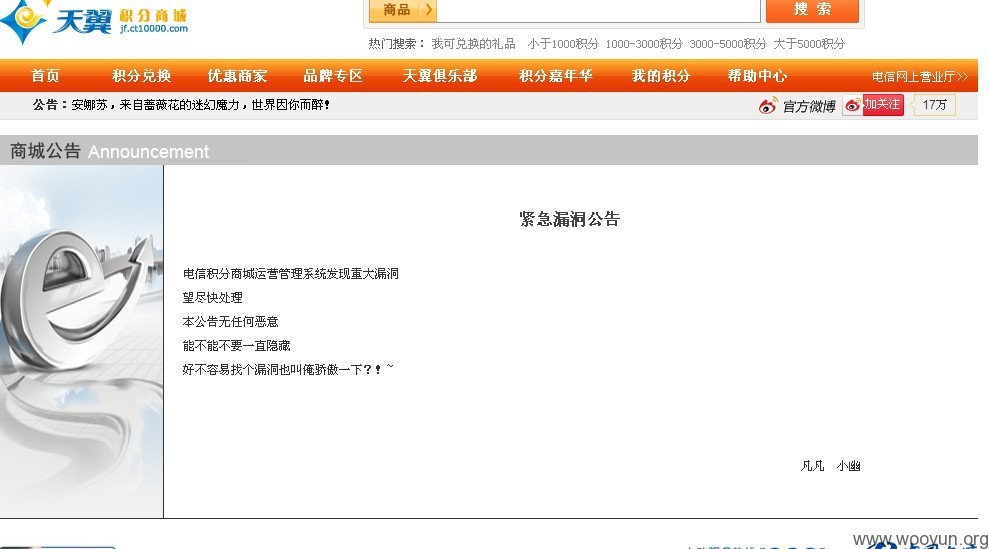 天翼 积分商城
jf.ct10000.com
商品
搜 索
热门搜索： 我可兑换的礼品 小于1000积分 1000-3000积分 3000-5000积分 大于5000积分
首页 积分兑换 优惠商家 品牌专区 天翼俱乐部 积分嘉年华 我的积分 帮助中心 电信网上营业厅>>
公告：安娜苏，来自蔷薇花的迷幻魔力，世界因你而醉！
官方微博 加关注 17万
商城公告 Announcement
紧急漏洞公告
电信积分商城运营管理系统发现重大漏洞
望尽快处理
本公告无任何恶意
能不能不要一直隐藏
好不容易找个漏洞也叫俺骄傲一下？！~
凡凡 小幽
www.wooyun.org